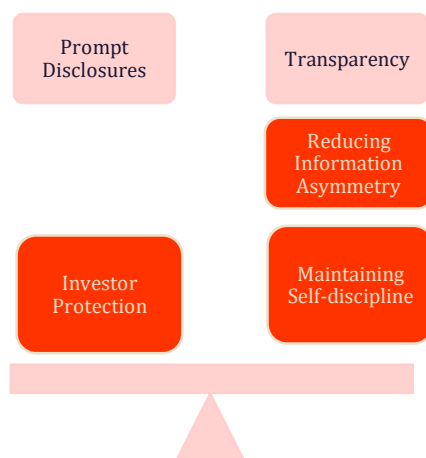 Prompt
Disclosures
Transparency
Reducing
Information
Asymmetry
Investor
Protection
Maintaining
Self-discipline